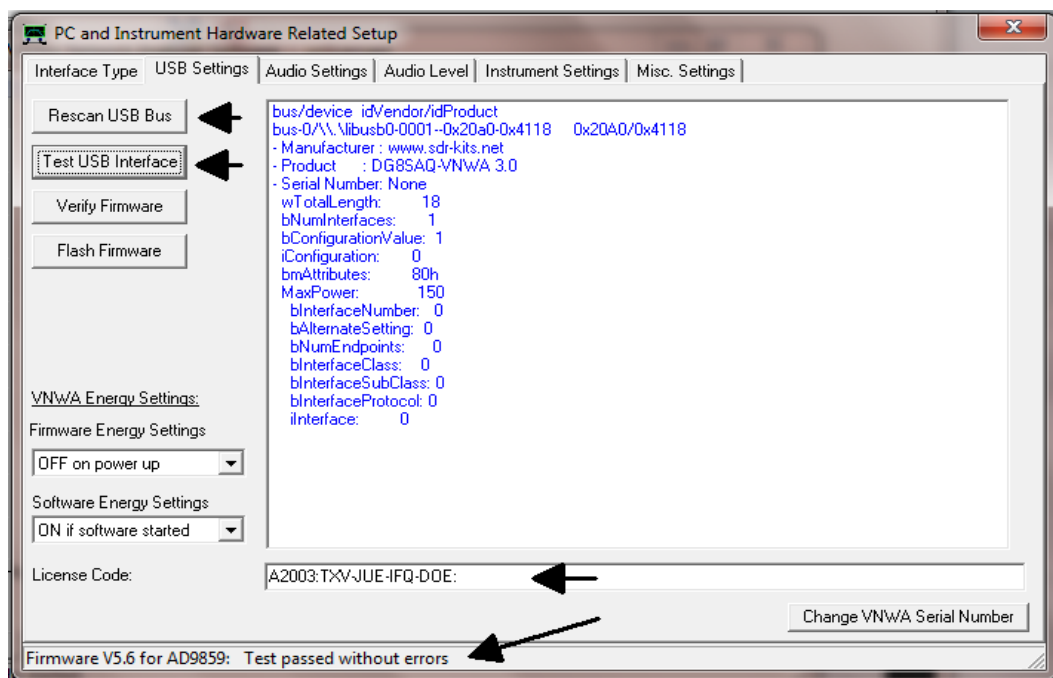 PC and Instrument Hardware Related Setup
Interface Type USB Settings Audio Settings Audio Level Instrument Settings Misc. Settings
Rescan USB Bus
Test USB Interface
Verify Firmware
Flash Firmware
bus/device idVendor/idProduct
bus-0/\\.\libusb0-0001--0x20a0-0x4118 0x20A0/0x4118
- Manufacturer : www.sdr-kits.net
- Product : DG8SAQ-VNWA 3.0
- Serial Number: None
wTotalLength: 18
bNumInterfaces: 1
bConfigurationValue: 1
iConfiguration: 0
bmAttributes: 80h
MaxPower: 150
bInterfaceNumber: 0
bAlternateSetting: 0
bNumEndpoints: 0
bInterfaceClass: 0
bInterfaceSubClass: 0
bInterfaceProtocol: 0
iInterface: 0
VNWA Energy Settings:
Firmware Energy Settings
OFF on power up
Software Energy Settings
ON if software started
License Code:
A2003:TXV-JUE-IFQ-DOE:
Change VNWA Serial Number
Firmware V5.6 for AD9859: Test passed without errors